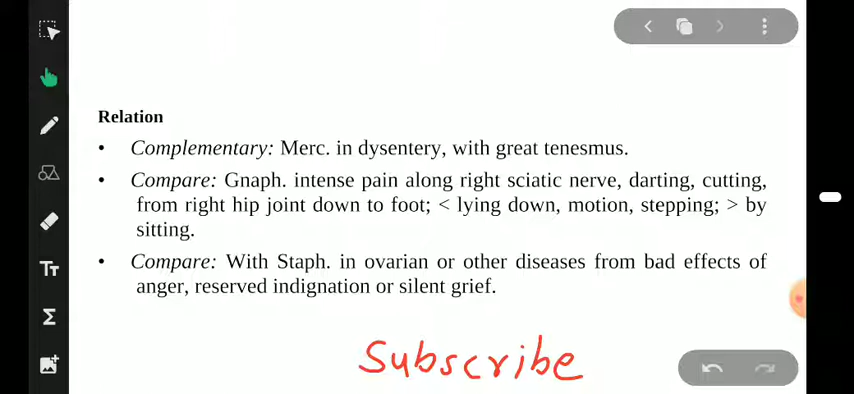 Relation
• Complementary: Merc. in dysentery, with great tenesmus.
• Compare: Gnaph. intense pain along right sciatic nerve, darting, cutting,
from right hip joint down to foot; < lying down, motion, stepping; > by
sitting.
• Compare: With Staph. in ovarian or other diseases from bad effects of
anger, reserved indignation or silent grief.
Subscribe